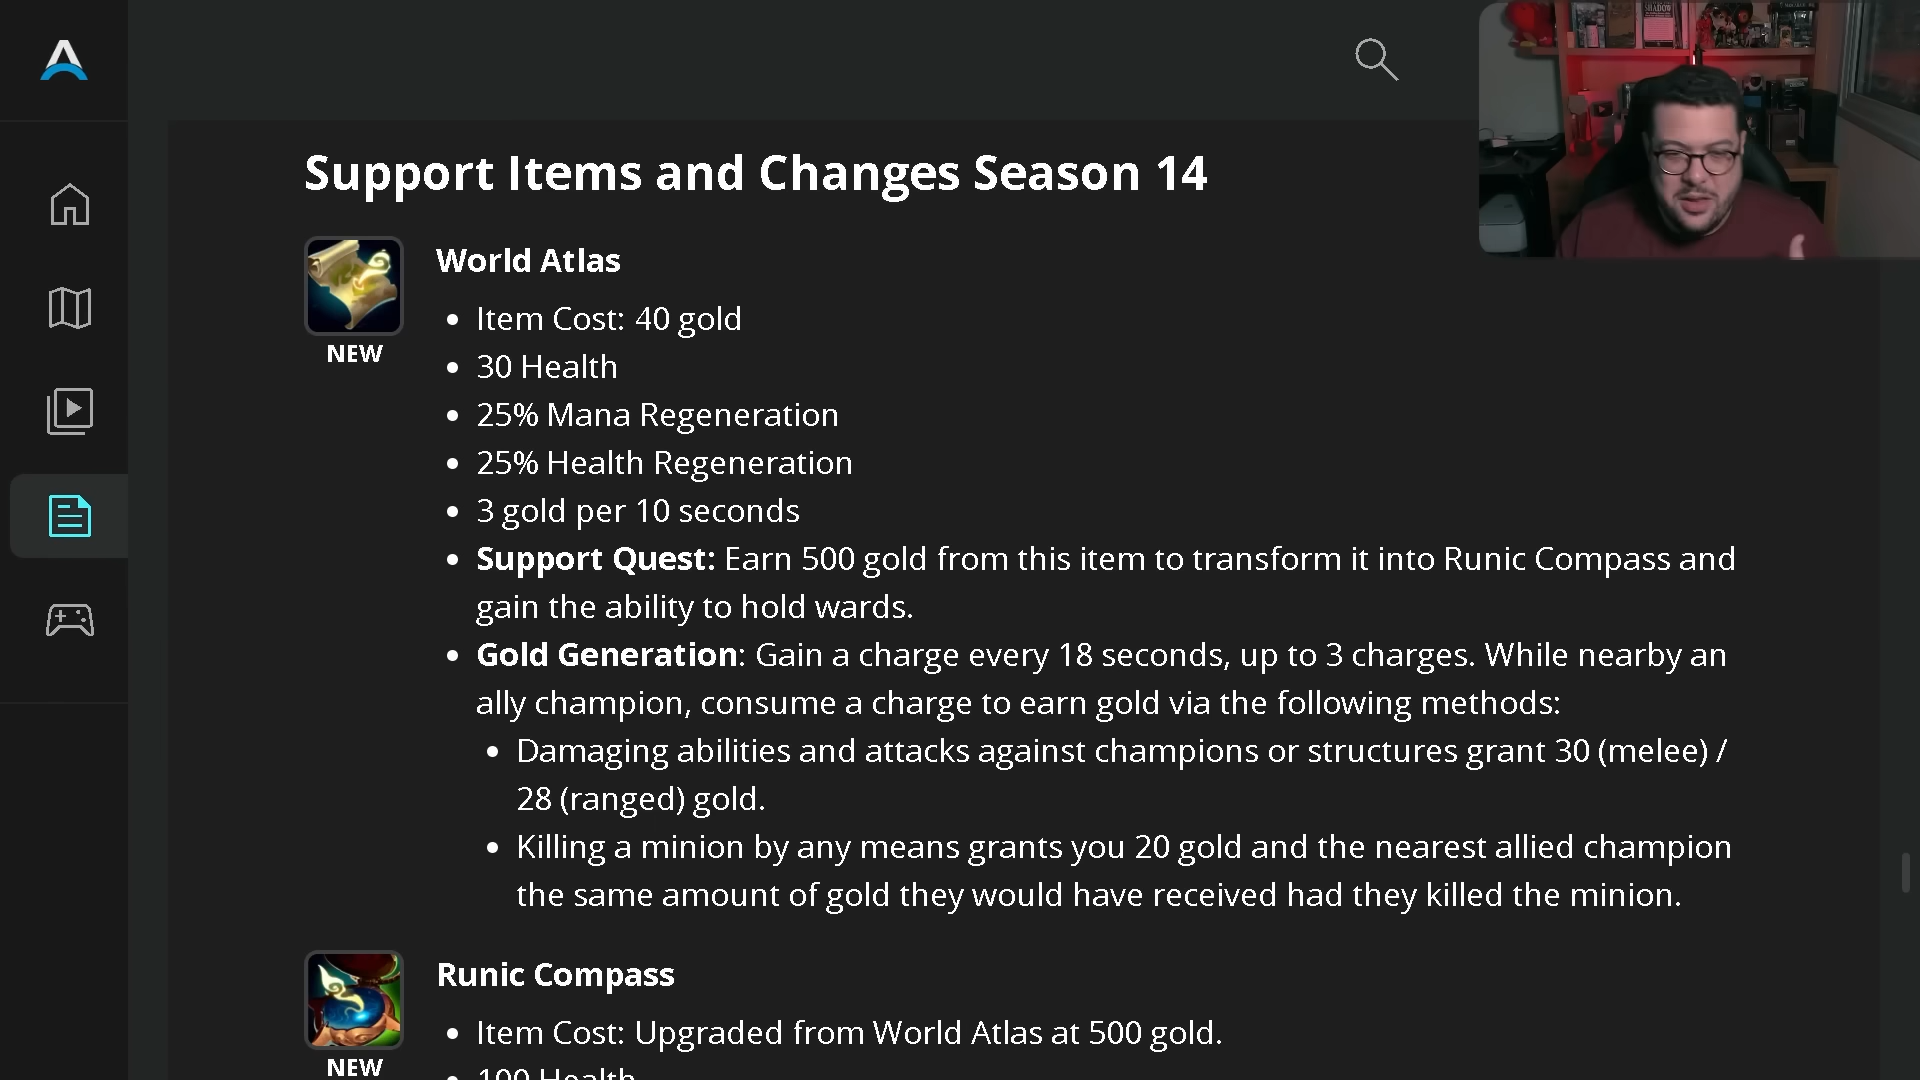 Support Items and Changes Season 14
World Atlas
NEW
• Item Cost: 40 gold
• 30 Health
• 25% Mana Regeneration
• 25% Health Regeneration
• 3 gold per 10 seconds
• Support Quest: Earn 500 gold from this item to transform it into Runic Compass and
gain the ability to hold wards.
• Gold Generation: Gain a charge every 18 seconds, up to 3 charges. While nearby an
ally champion, consume a charge to earn gold via the following methods:
• Damaging abilities and attacks against champions or structures grant 30 (melee) /
28 (ranged) gold.
• Killing a minion by any means grants you 20 gold and the nearest allied champion
the same amount of gold they would have received had they killed the minion.
Runic Compass
NEW
• Item Cost: Upgraded from World Atlas at 500 gold.
• 100 Health
SHADOW